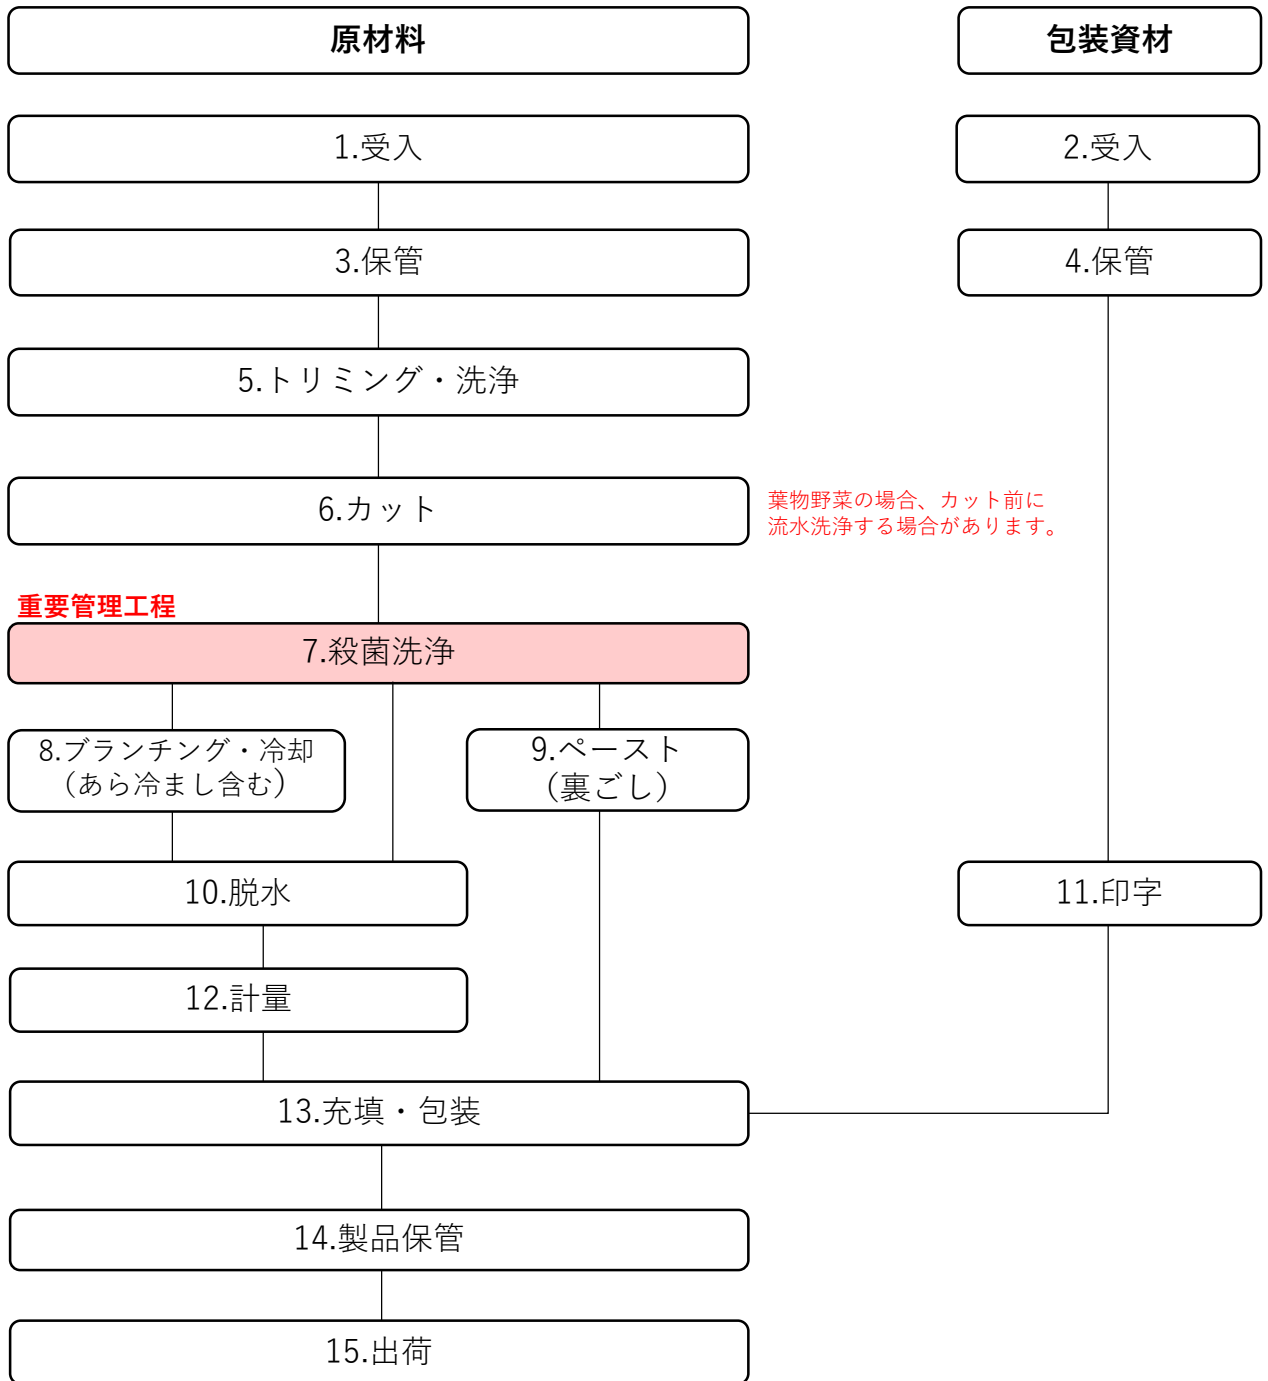 原材料
包装資材
1.受入
2.受入
3.保管
4.保管
5.トリミング・洗浄
6.カット
葉物野菜の場合、カット前に
流水洗浄する場合があります。
重要管理工程
7.殺菌洗浄
8.ブランチング・冷却
（あら冷まし含む）
9.ペースト
（裏ごし）
10.脱水
11.印字
12.計量
13.充填・包装
14.製品保管
15.出荷